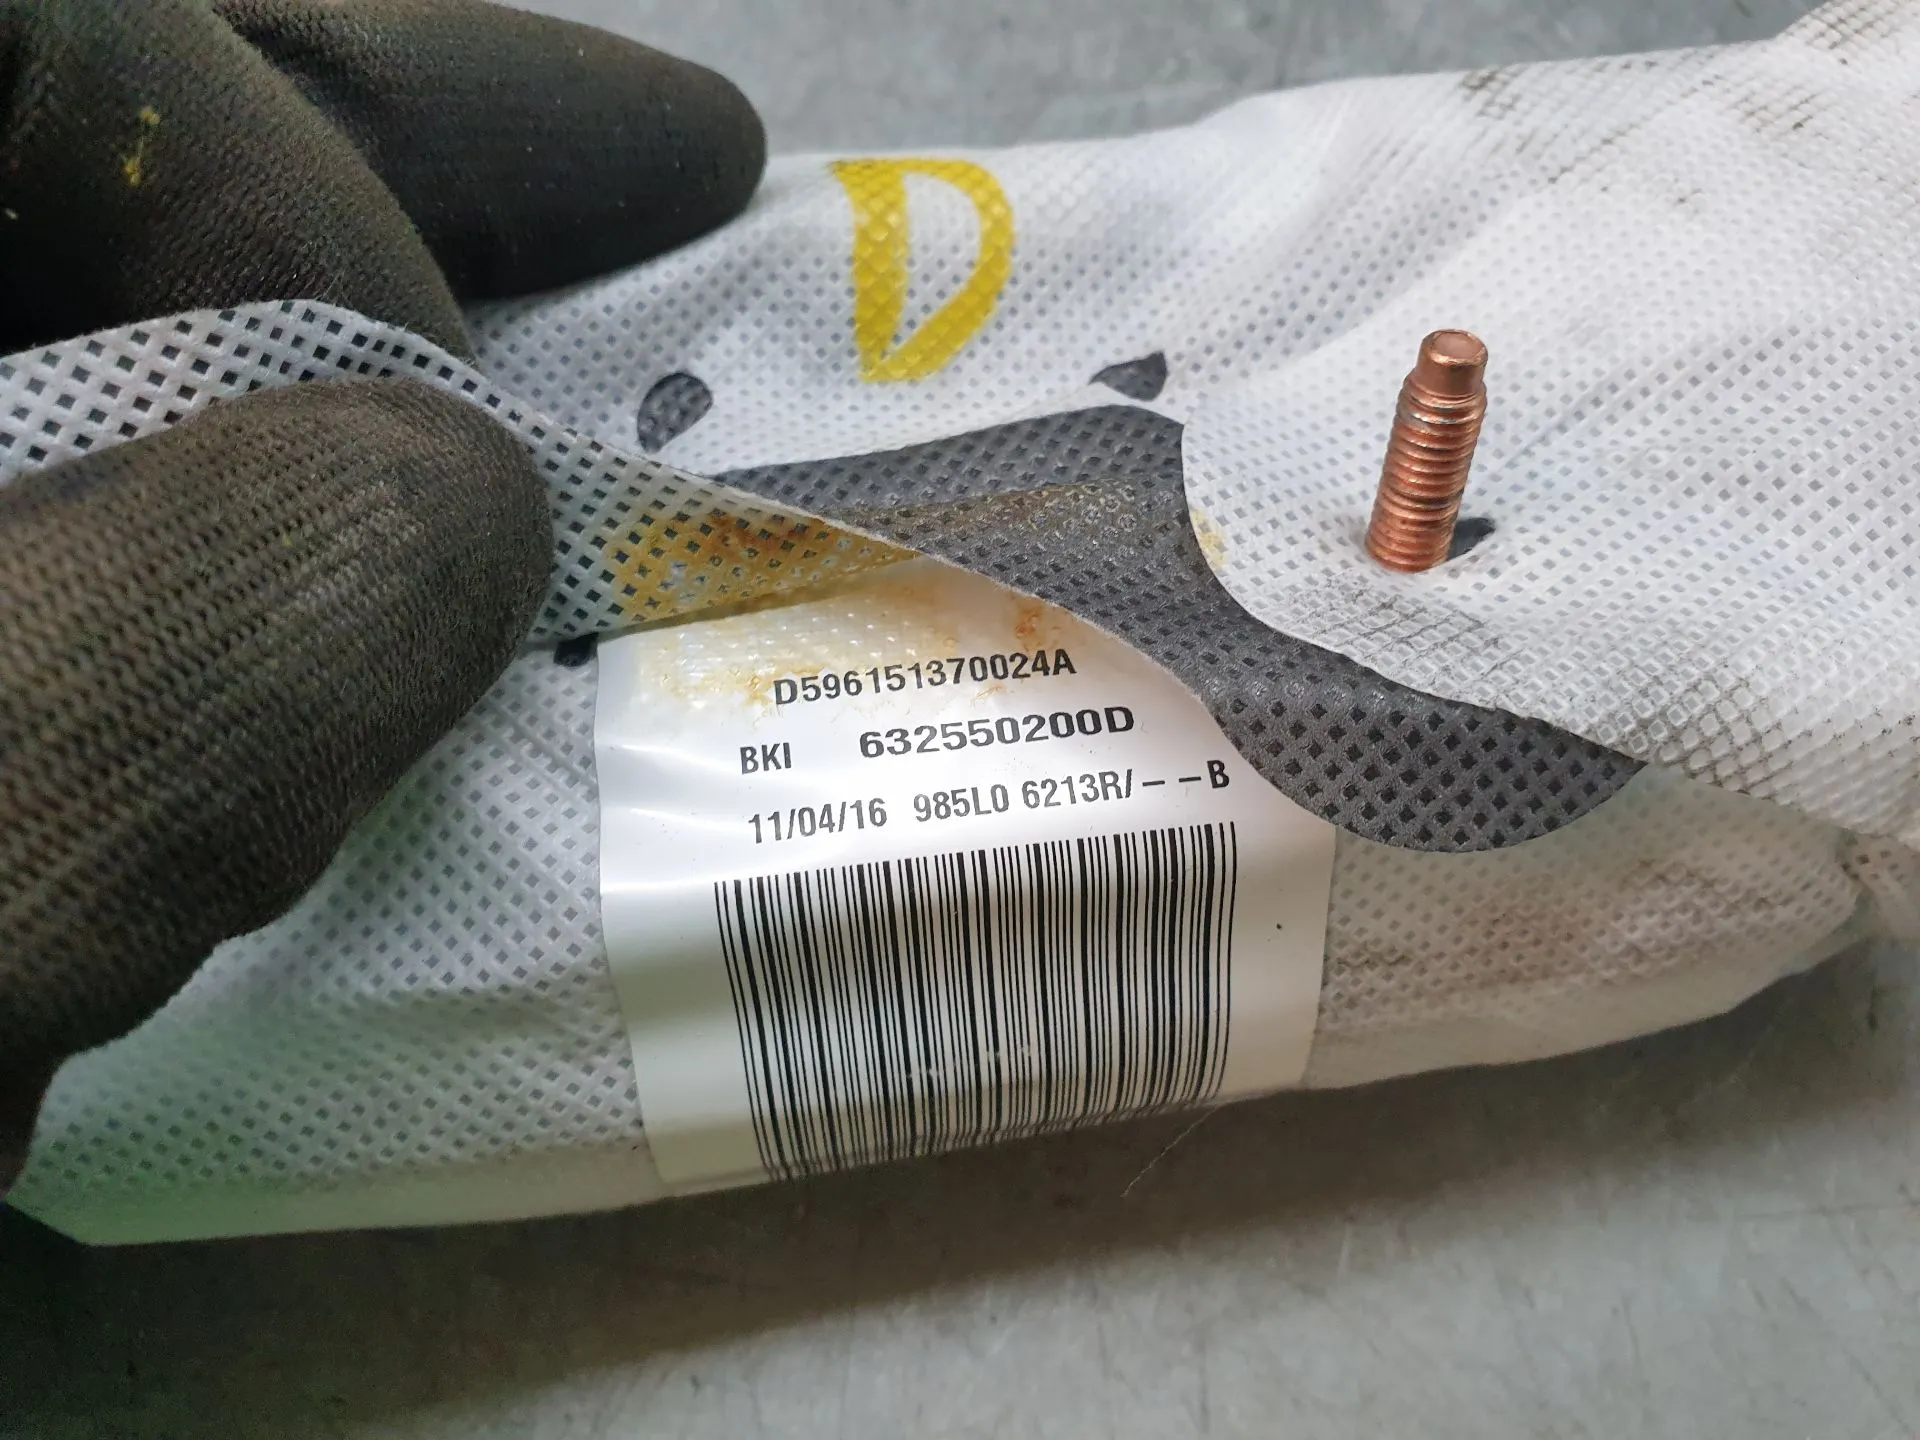 D
D596151370024A
BKI 632550200D
11/04/16 985L0 6213R/--B